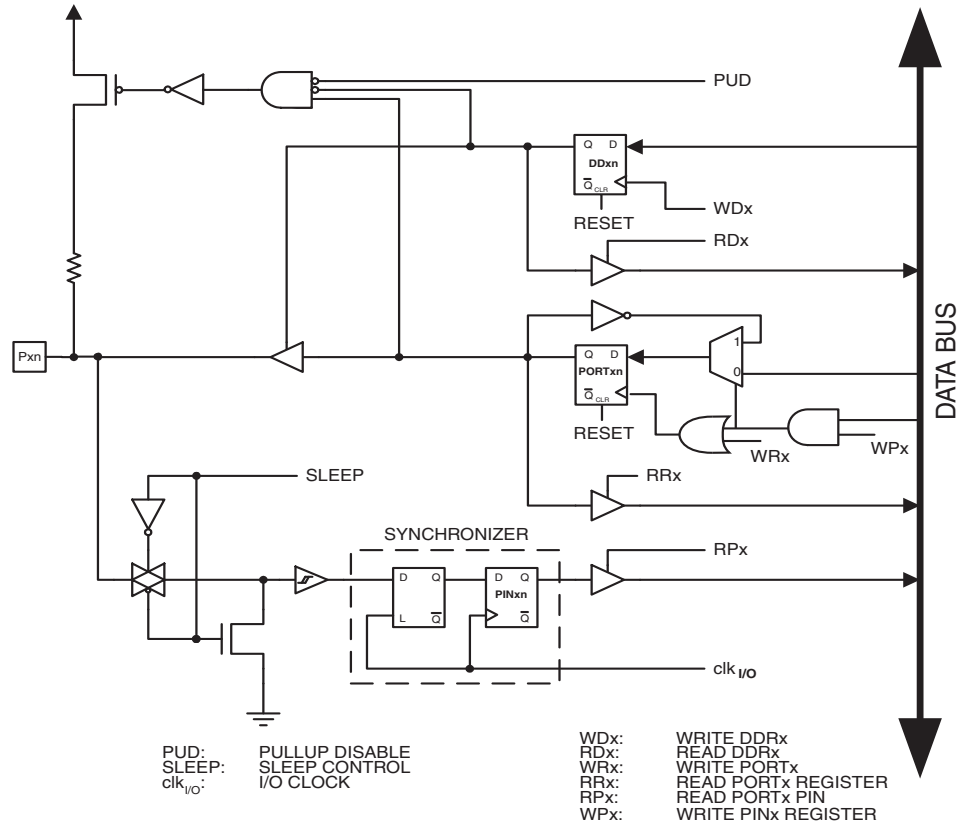 PUD
Q D
DDxn
Q CLR
WDx
RESET
RDx
DATA BUS
1
Pxn
Q D
0
PORTxn
Q CLR
RESET
WRx
WPx
SLEEP
RRx
SYNCHRONIZER
RPx
D Q
D Q
PINxn
L Q
Q
clk I/O
PUD: PULLUP DISABLE
SLEEP: SLEEP CONTROL
clkI/O: I/O CLOCK
WDx: WRITE DDRx
RDx: READ DDRx
WRx: WRITE PORTx
RRx: READ PORTx REGISTER
RPx: READ PORTx PIN
WPx: WRITE PINx REGISTER